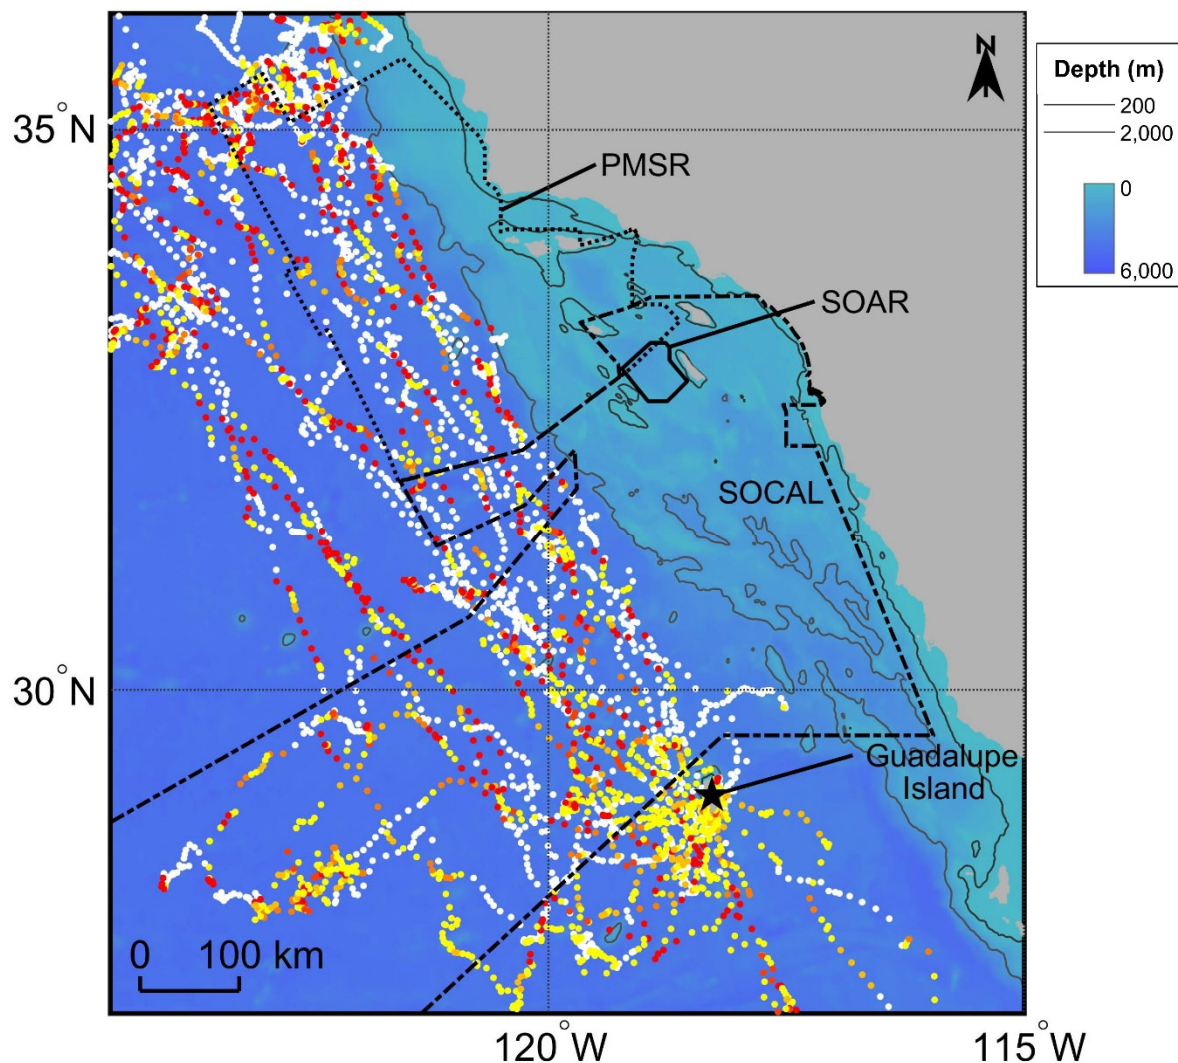 N
Depth (m)
200
2,000
0
6,000
35° N
PMSR
SOAR
SOCAL
30° N
Guadalupe
Island
0 100 km
120°W
115°W